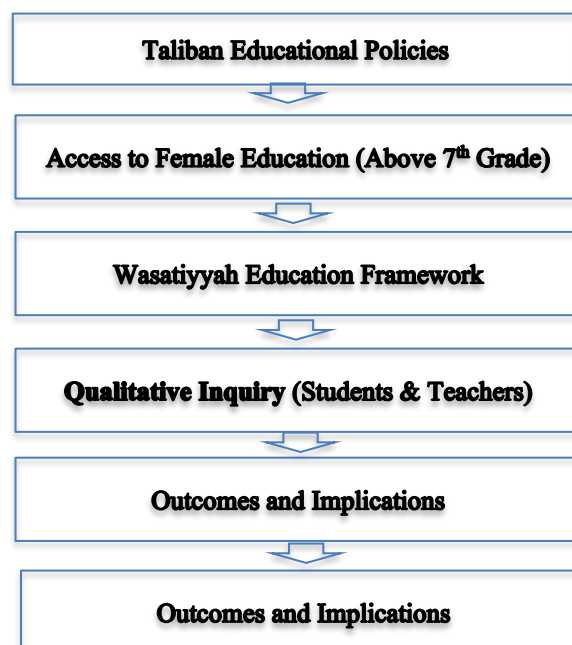 Taliban Educational Policies
Access to Female Education (Above 7th Grade)
Wasatiyyah Education Framework
Qualitative Inquiry (Students & Teachers)
Outcomes and Implications
Outcomes and Implications